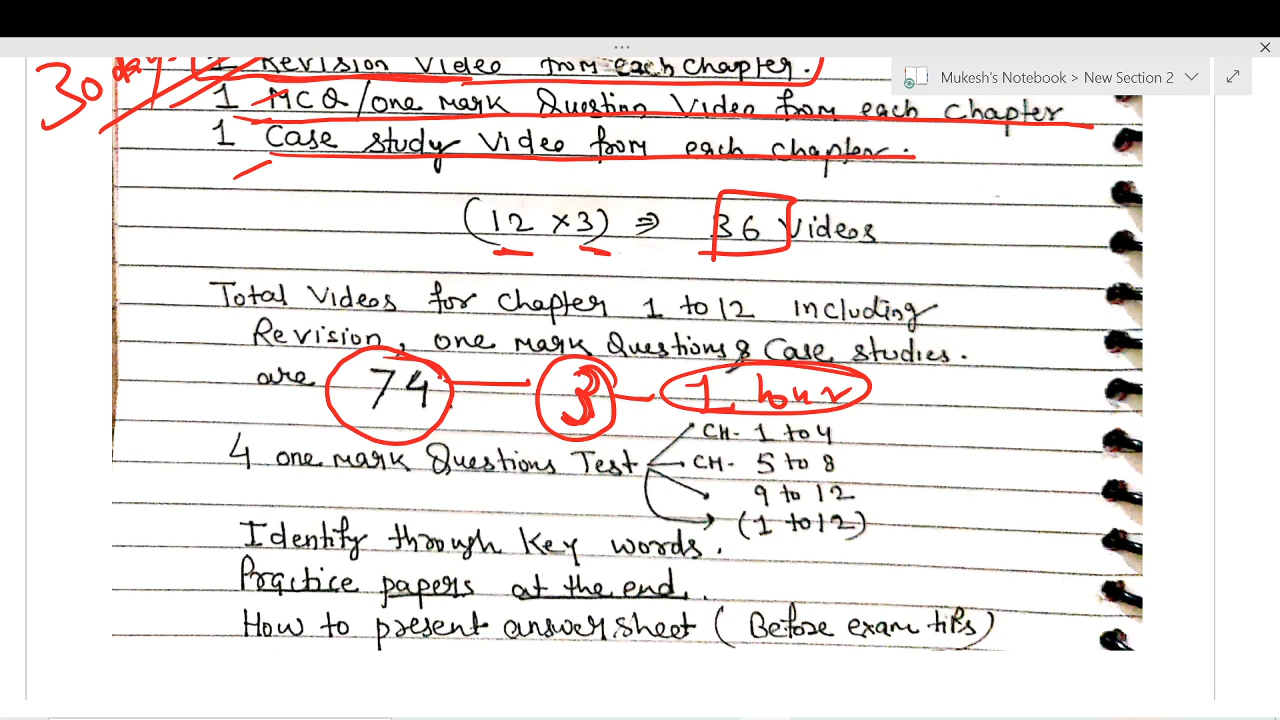 Mukesh's Notebook > New Section 2
30 days
1 Revision Video from each chapter.
1 MCQ/one mark Question Video from each chapter
1 Case study Video from each chapter.
(12 × 3) ⇒ 36 Videos
Total Videos for chapter 1 to 12 including
Revision, one mark Questions & Case studies.
are 74 — 3 — 1 hour
4 one mark Questions Test
CH- 1 to 4
CH- 5 to 8
9 to 12
(1 to 12)
Identify through Key words.
Practice papers at the end.
How to present answer sheet (Before exam tips)